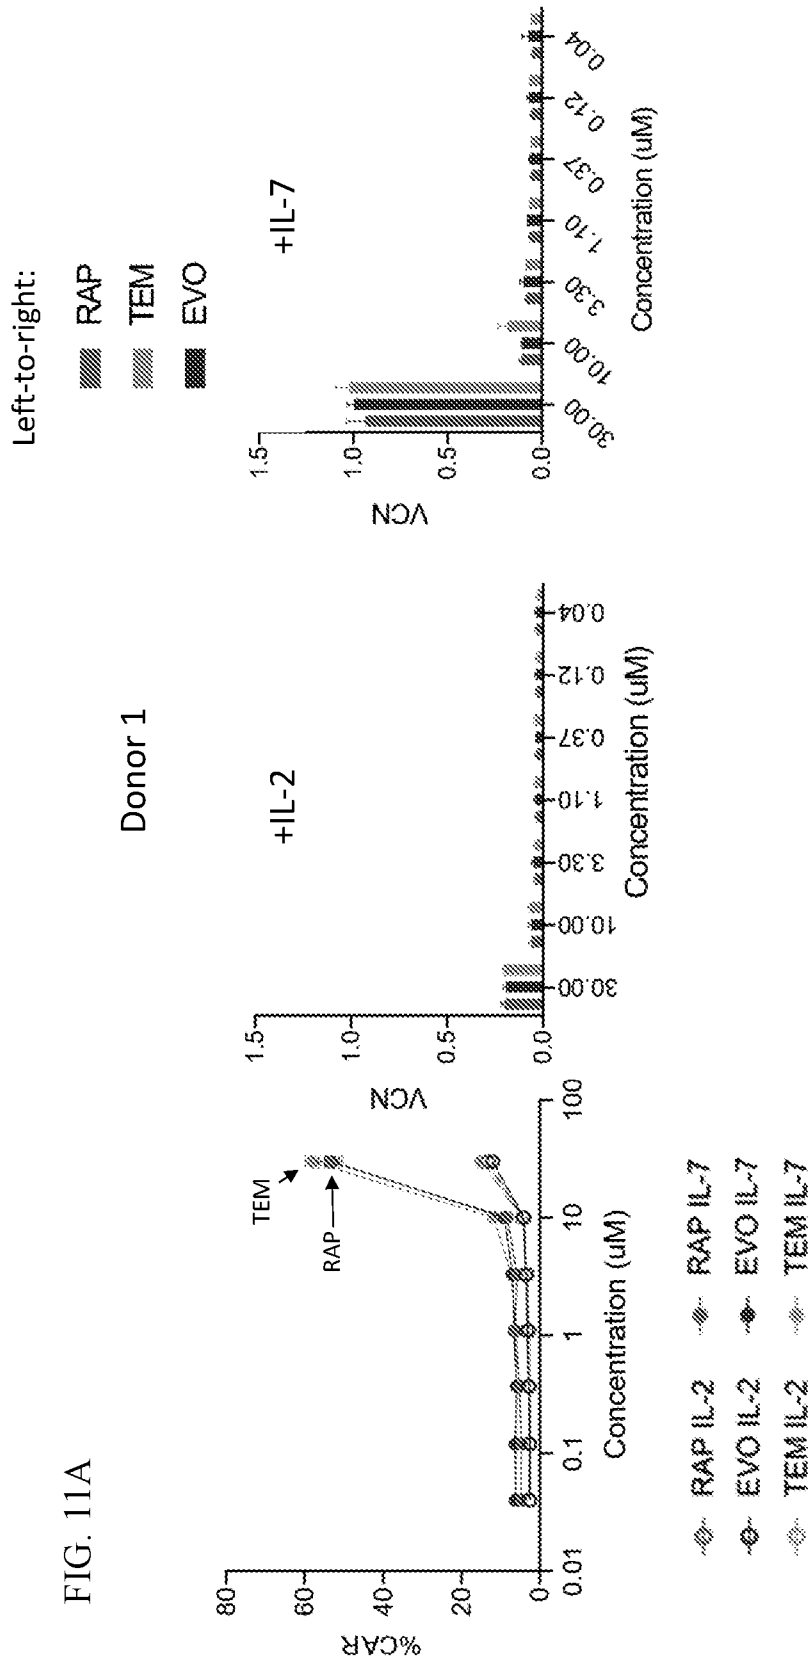 FIG. 11A
Donor 1
Left-to-right:
RAP
TEM
EVO
%CAR
80
60
40
20
0
0.01
0.1
1
10
100
Concentration (uM)
TEM
RAP
RAP IL-2
RAP IL-7
EVO IL-2
EVO IL-7
TEM IL-2
TEM IL-7
+IL-2
VCN
1.5
1.0
0.5
0.0
30.00
10.00
3.30
1.10
0.37
0.12
0.04
Concentration (uM)
+IL-7
VCN
1.5
1.0
0.5
0.0
30.00
10.00
3.30
1.10
0.37
0.12
0.04
Concentration (uM)